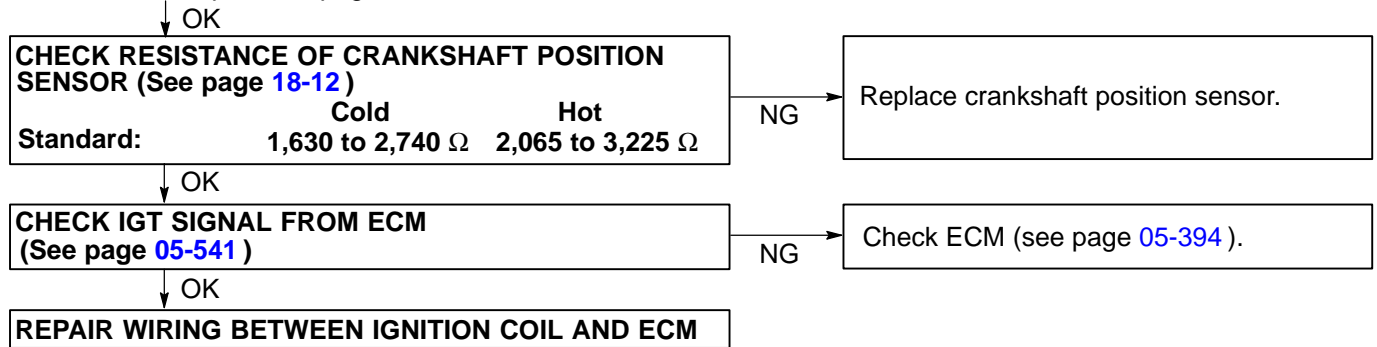 OK
CHECK RESISTANCE OF CRANKSHAFT POSITION
SENSOR (See page 18-12 )
Cold Hot
Standard: 1,630 to 2,740 Ω 2,065 to 3,225 Ω
NG
Replace crankshaft position sensor.
OK
CHECK IGT SIGNAL FROM ECM
(See page 05-541 )
NG
Check ECM (see page 05-394 ).
OK
REPAIR WIRING BETWEEN IGNITION COIL AND ECM